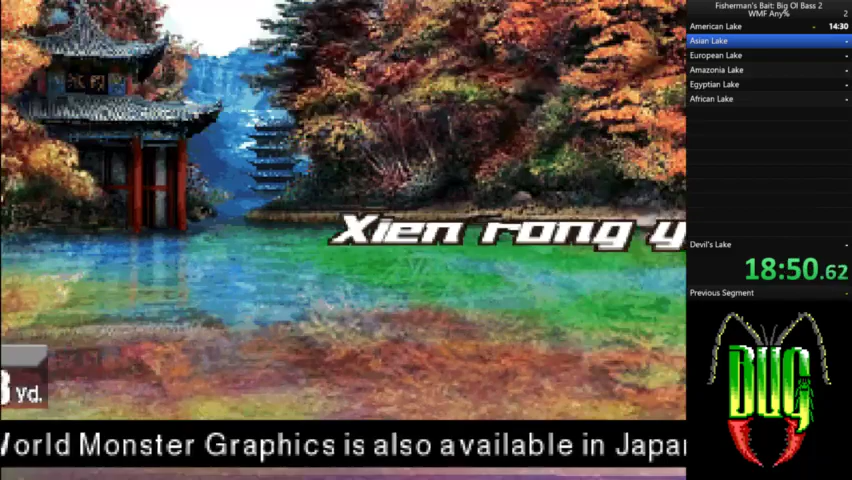 Fisherman's Bait: Big Ol Bass 2
WMF Any% 2
American Lake - 14:30
Asian Lake -
European Lake -
Amazonia Lake -
Egyptian Lake -
African Lake -
Xien rong y
Devil's Lake -
18:50.62
Previous Segment -
yd.
World Monster Graphics is also available in Japan
BUG